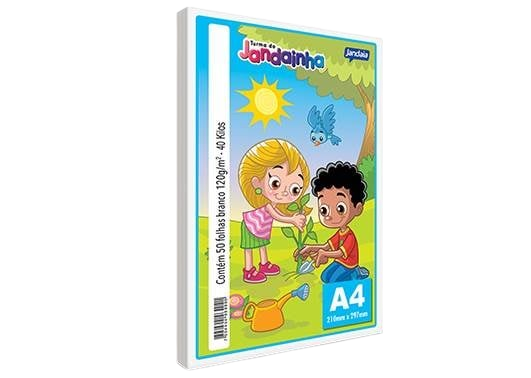 Turma da
Jandainha
Jandaia
Contém 50 folhas branco 120g/m² - 40 Kilos
A4
210mm x 297mm